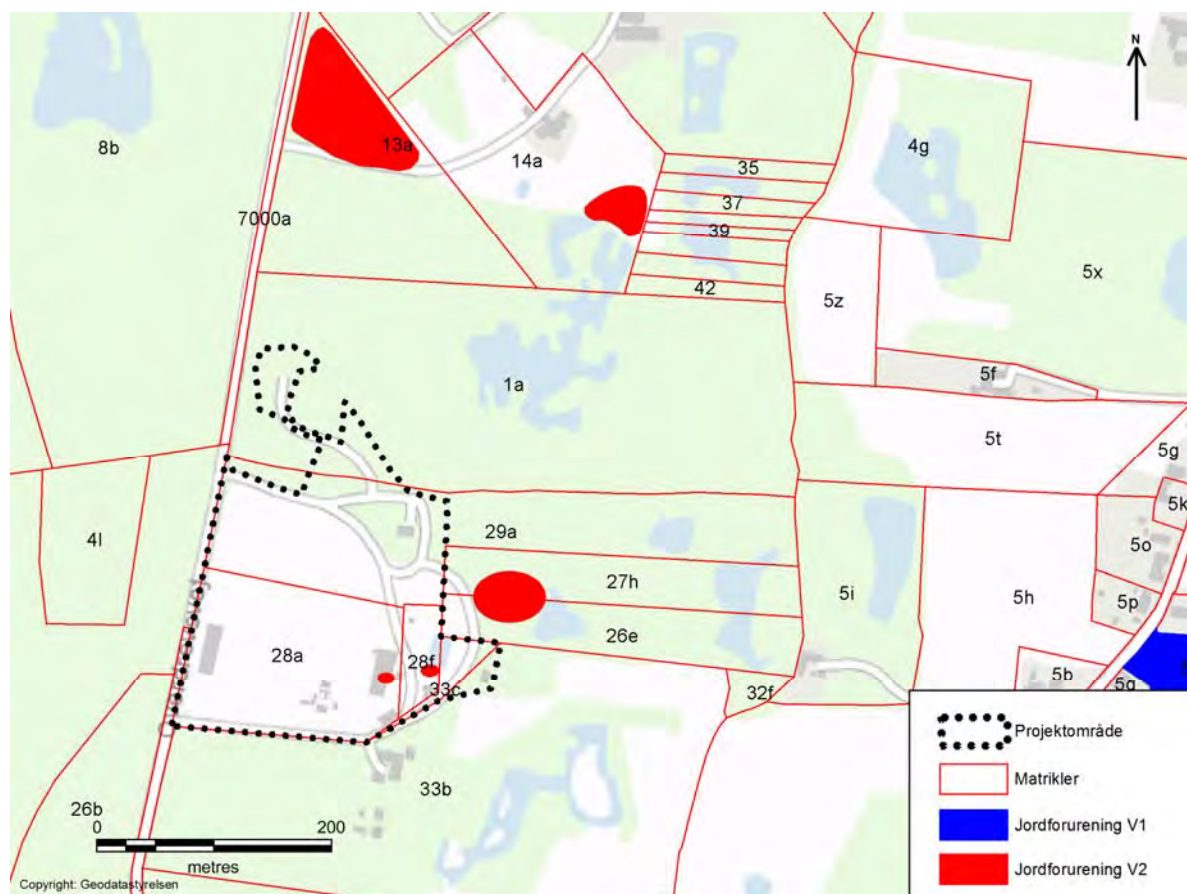 N
8b
13a
14a
35
4g
37
7000a
39
5x
42
5z
1a
5f
5t
5g
5k
29a
4l
5o
27h
5i
5h
5p
26e
28a
28f
5b
5q
33c
32f
33b
26b
0
200
metres
Copyright: Geodatastyrelsen
Projektområde
Matrikler
Jordforurening V1
Jordforurening V2